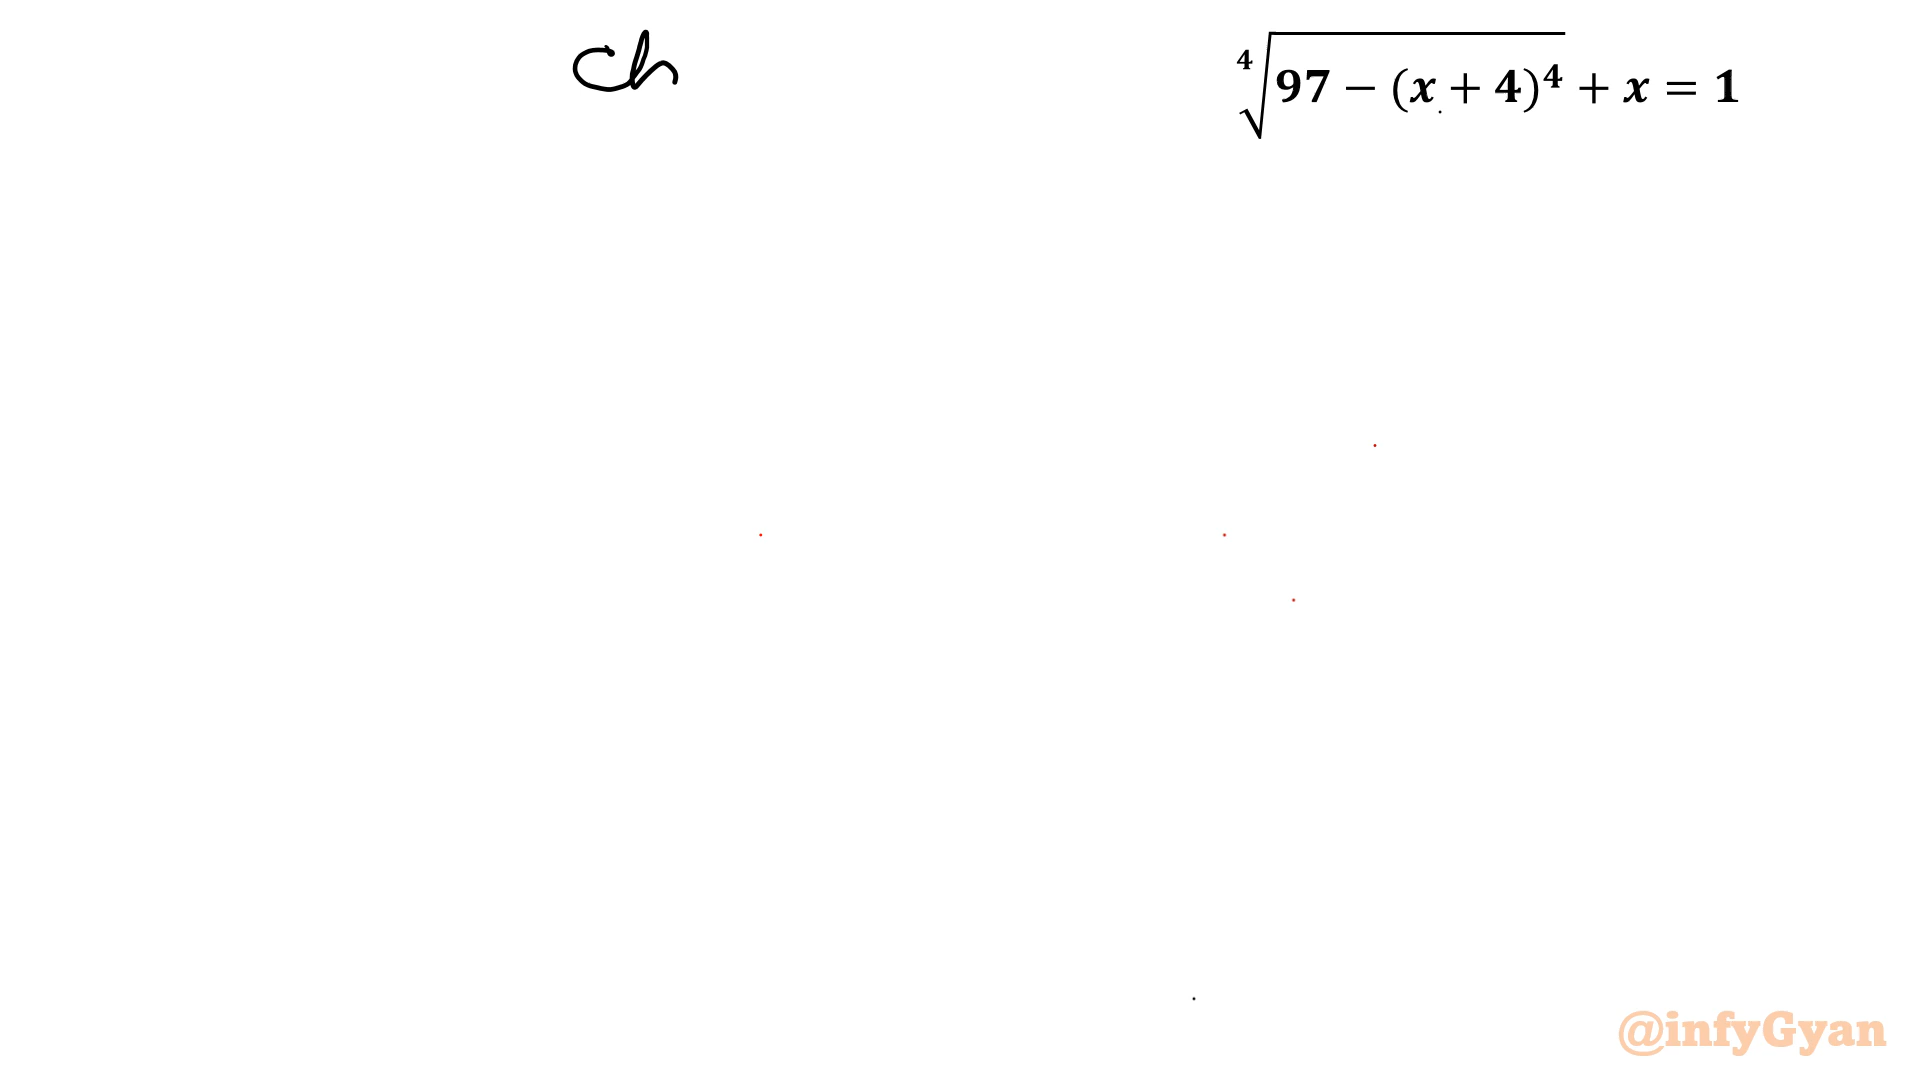 ch
∜(97 − (x + 4)⁴) + x = 1
@infyGyan